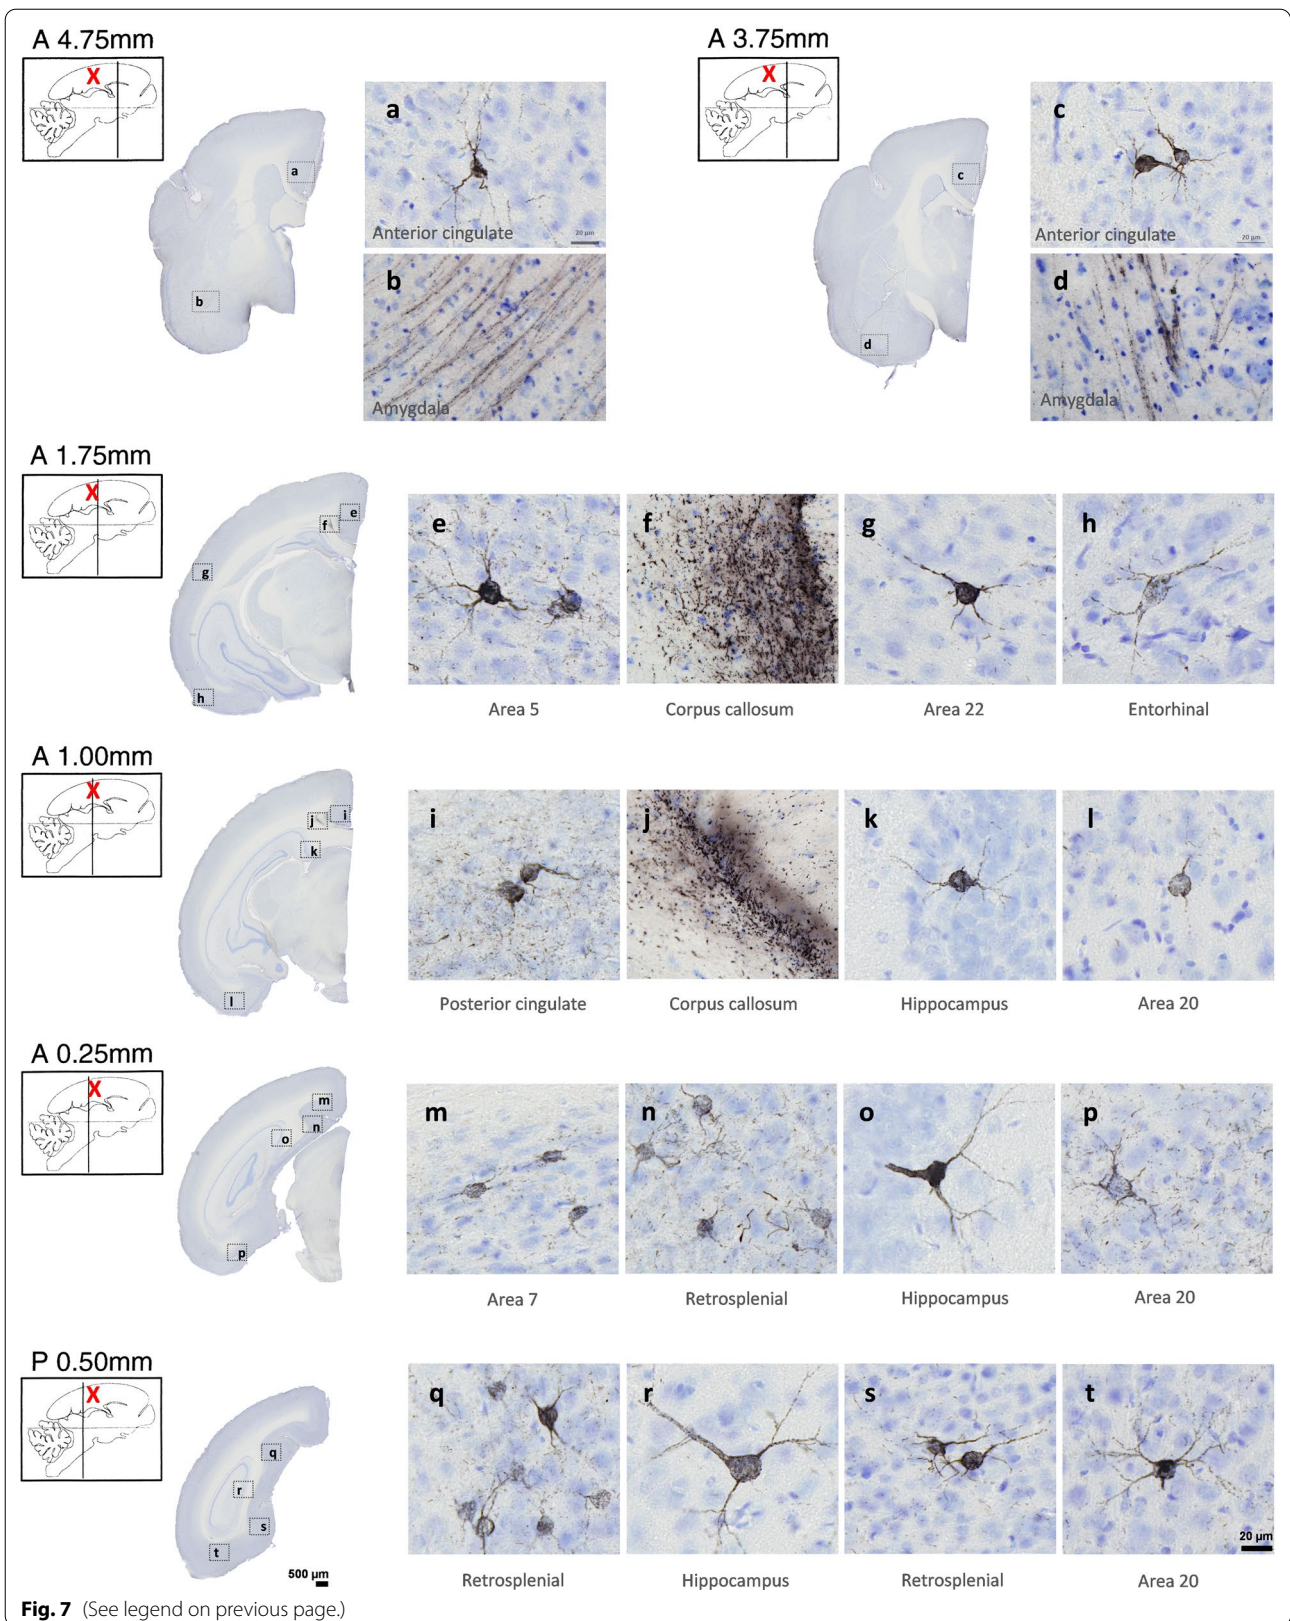 A 4.75mm
A 3.75mm
X
X
a
b
a
Anterior cingulate
20 µm
b
Amygdala
c
d
c
Anterior cingulate
20 µm
d
Amygdala
A 1.75mm
X
e
f
g
h
e
f
g
h
Area 5
Corpus callosum
Area 22
Entorhinal
A 1.00mm
X
j
i
k
l
i
j
k
l
Posterior cingulate
Corpus callosum
Hippocampus
Area 20
A 0.25mm
X
m
n
o
p
m
n
o
p
Area 7
Retrosplenial
Hippocampus
Area 20
P 0.50mm
X
q
r
s
t
500 µm
q
r
s
t
20 µm
Retrosplenial
Hippocampus
Retrosplenial
Area 20
Fig. 7 (See legend on previous page.)